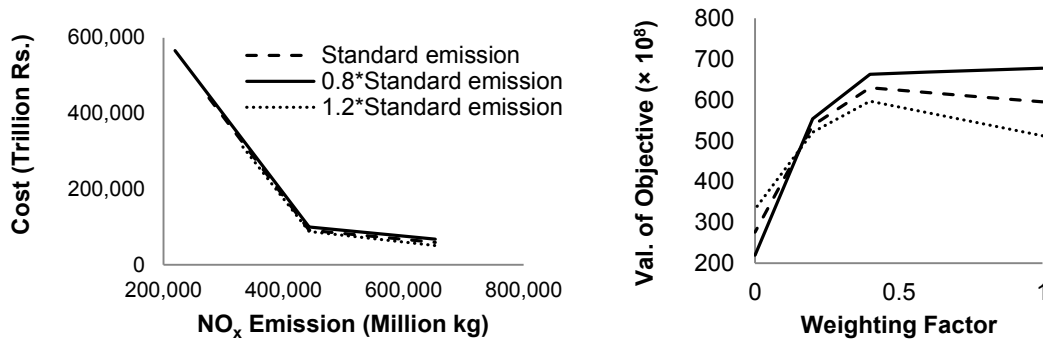 Cost (Trillion Rs.)
600,000
400,000
200,000
0
Standard emission
0.8*Standard emission
1.2*Standard emission
200,000 400,000 600,000 800,000
NOx Emission (Million kg)
Val. of Objective (× 10⁸)
800
700
600
500
400
300
200
0 0.5 1
Weighting Factor